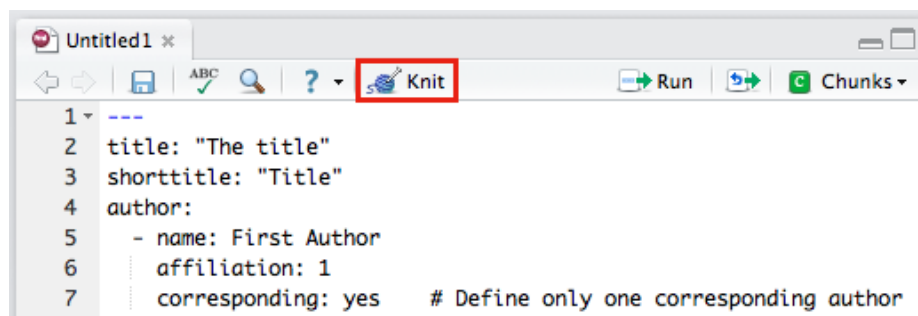 Untitled1
ABC ? Knit Run C Chunks
1 ---
2 title: "The title"
3 shorttitle: "Title"
4 author:
5 - name: First Author
6 affiliation: 1
7 corresponding: yes # Define only one corresponding author